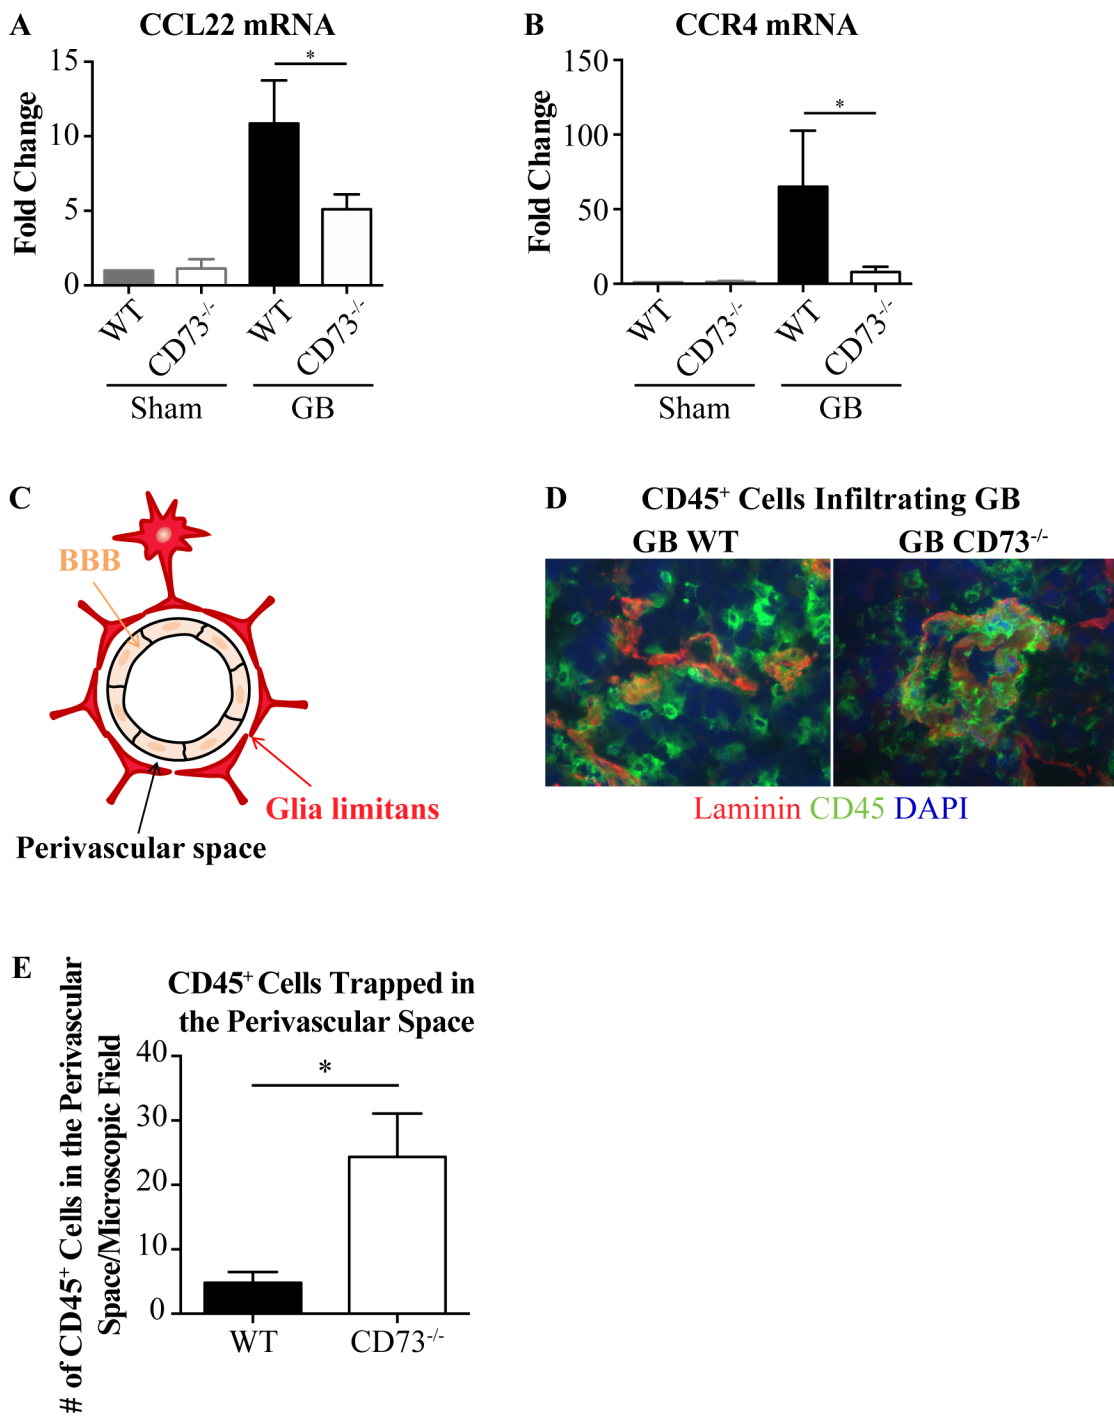 A
CCL22 mRNA
Fold Change
15
10
5
0
*
WT
CD73-/-
WT
CD73-/-
Sham
GB
B
CCR4 mRNA
Fold Change
150
100
50
0
*
WT
CD73-/-
WT
CD73-/-
Sham
GB
C
BBB
Glia limitans
Perivascular space
D
CD45+ Cells Infiltrating GB
GB WT
GB CD73-/-
Laminin CD45 DAPI
E
CD45+ Cells Trapped in
the Perivascular Space
# of CD45+ Cells in the Perivascular
Space/Microscopic Field
40
30
20
10
0
*
WT
CD73-/-